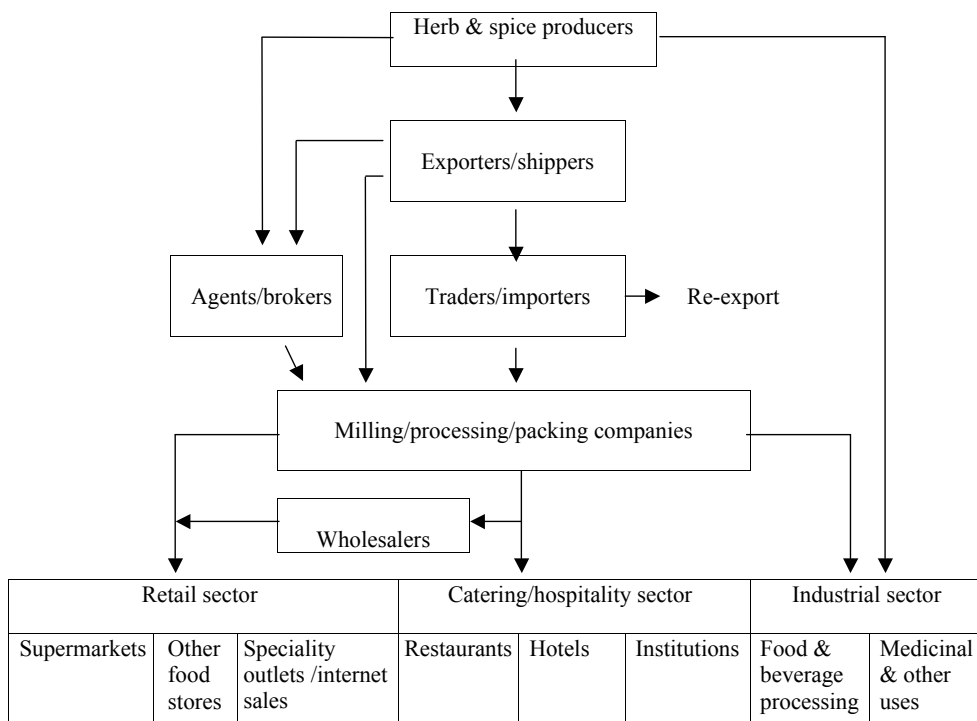 Herb & spice producers
Exporters/shippers
Agents/brokers
Traders/importers
Re-export
Milling/processing/packing companies
Wholesalers
Retail sector
Catering/hospitality sector
Industrial sector
Supermarkets
Other
food
stores
Speciality
outlets /internet
sales
Restaurants
Hotels
Institutions
Food &
beverage
processing
Medicinal
& other
uses